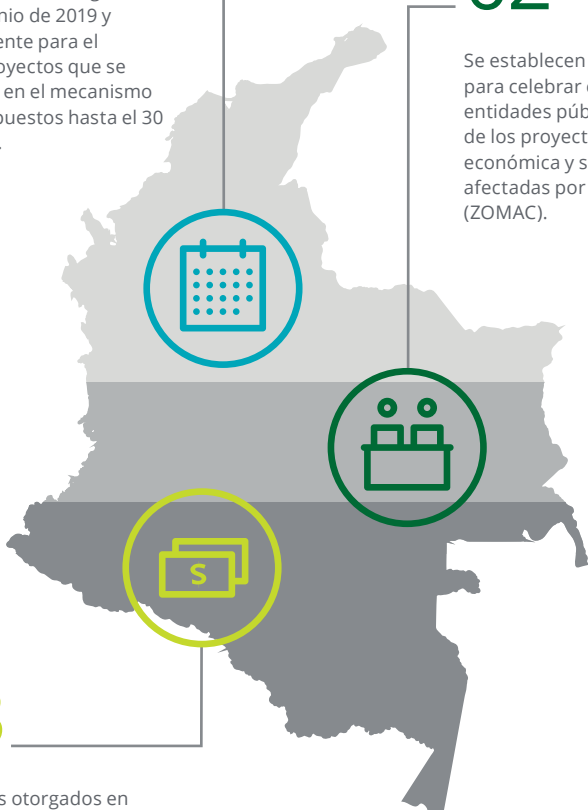 nio de 2019 y
ente para el
oyectos que se
en el mecanismo
puestos hasta el 30
02
Se establecen
para celebrar
entidades púb
de los proyect
económica y s
afectadas por
(ZOMAC).
S
s otorgados en